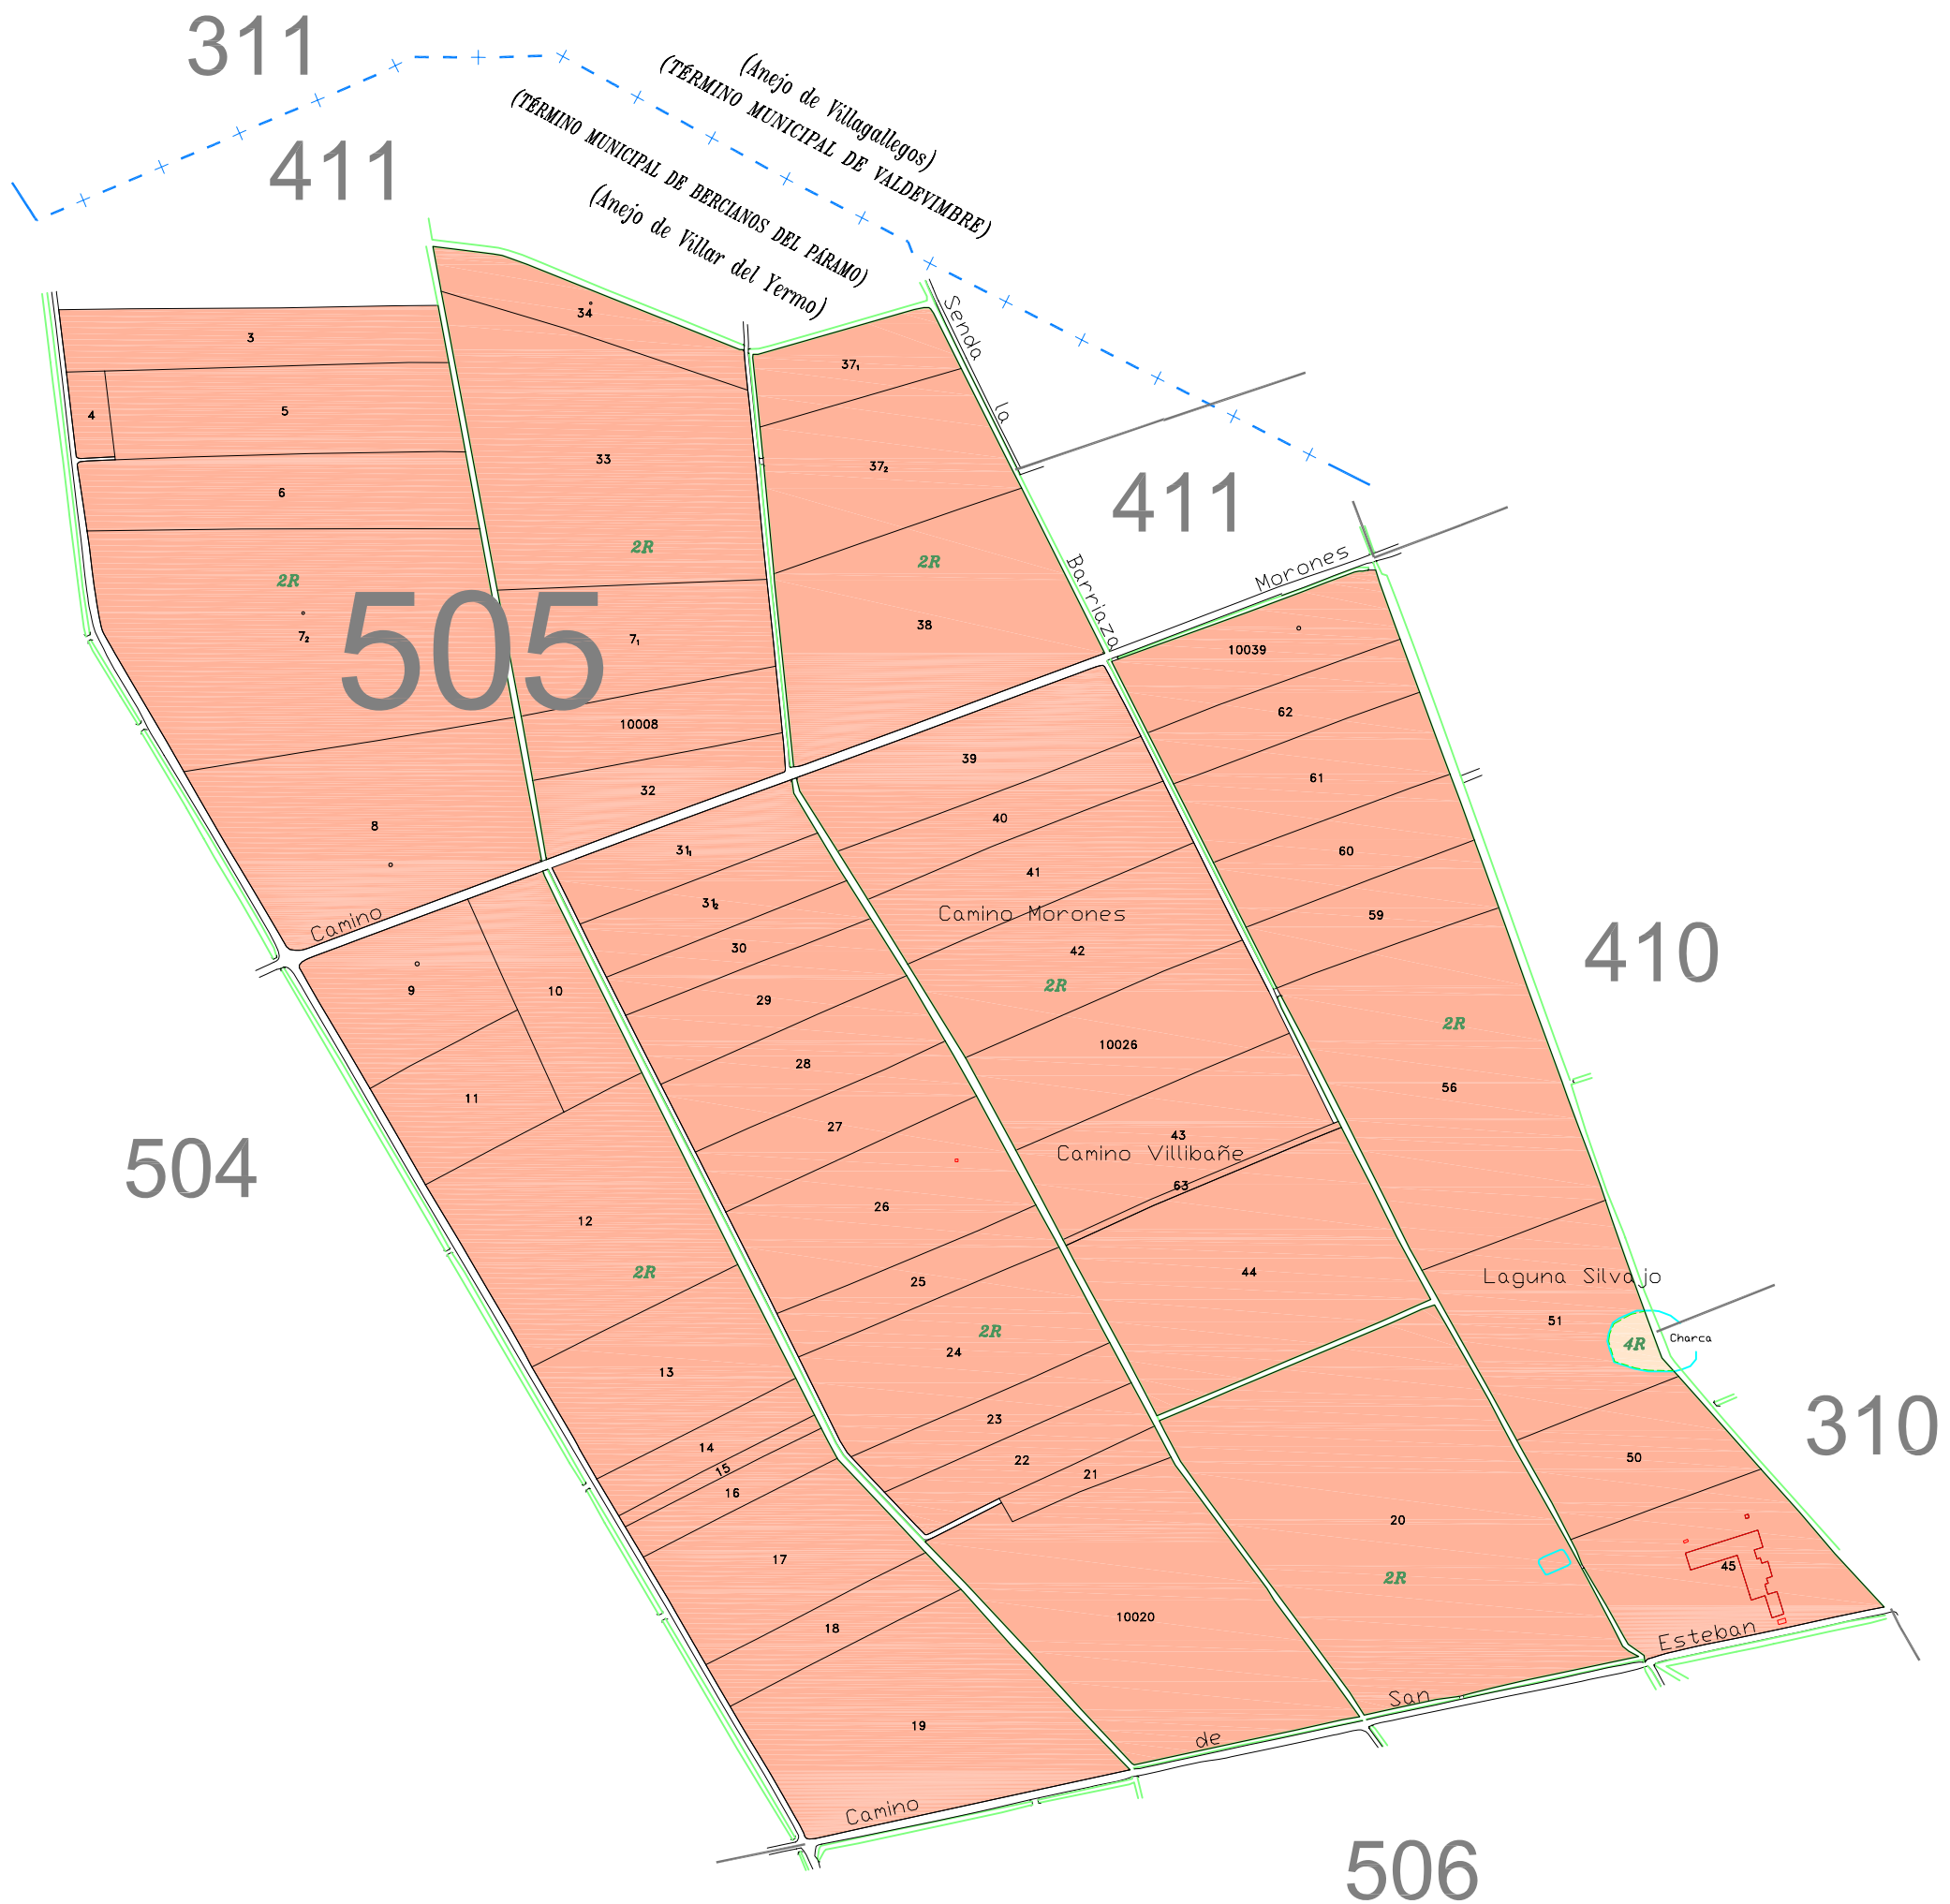 311
(Anejo de Villagallegos)
(TÉRMINO MUNICIPAL DE VALDEVIMBRE)
(TÉRMINO MUNICIPAL DE BERCIANOS DEL PÁRAMO)
(Anejo de Villar del Yermo)
411
Senda la Barriaza
34
3
37₁
4
5
33
37₂
6
411
2R
2R
2R
Morones
505
7₂
7₁
38
10039
10008
62
39
61
32
8
40
31₁
60
41
31₂
Camino
Camino Morones
59
30
42
410
9
10
29
2R
2R
10026
28
56
11
27
43
504
Camino Villibañe
63
26
12
2R
44
25
Laguna Silvajo
51
2R
4R
Charca
24
13
23
310
14
22
50
15
21
16
20
17
45
2R
10020
18
Esteban
San
19
de
Camino
506